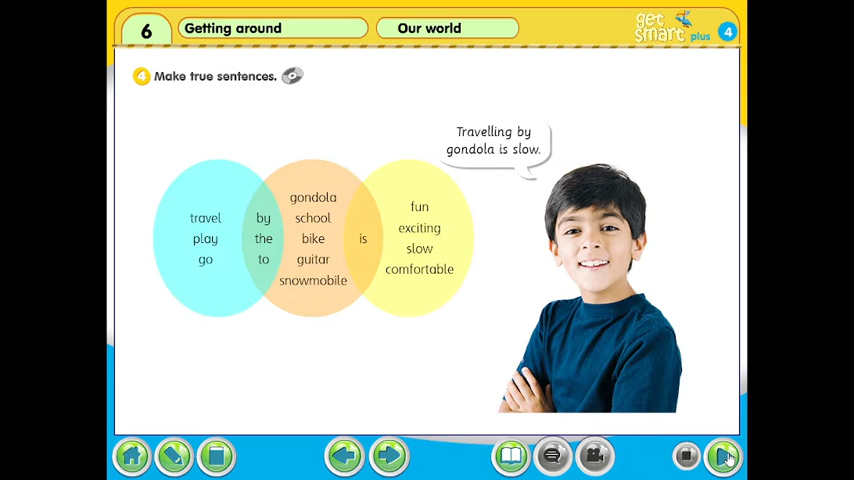 6
Getting around
Our world
get
smart plus 4
4 Make true sentences.
Travelling by
gondola is slow.
travel
play
go
by
the
to
gondola
school
bike
guitar
snowmobile
is
fun
exciting
slow
comfortable